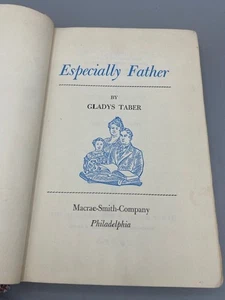 Especially Father
BY
GLADYS TABER
Macrae-Smith-Company
Philadelphia